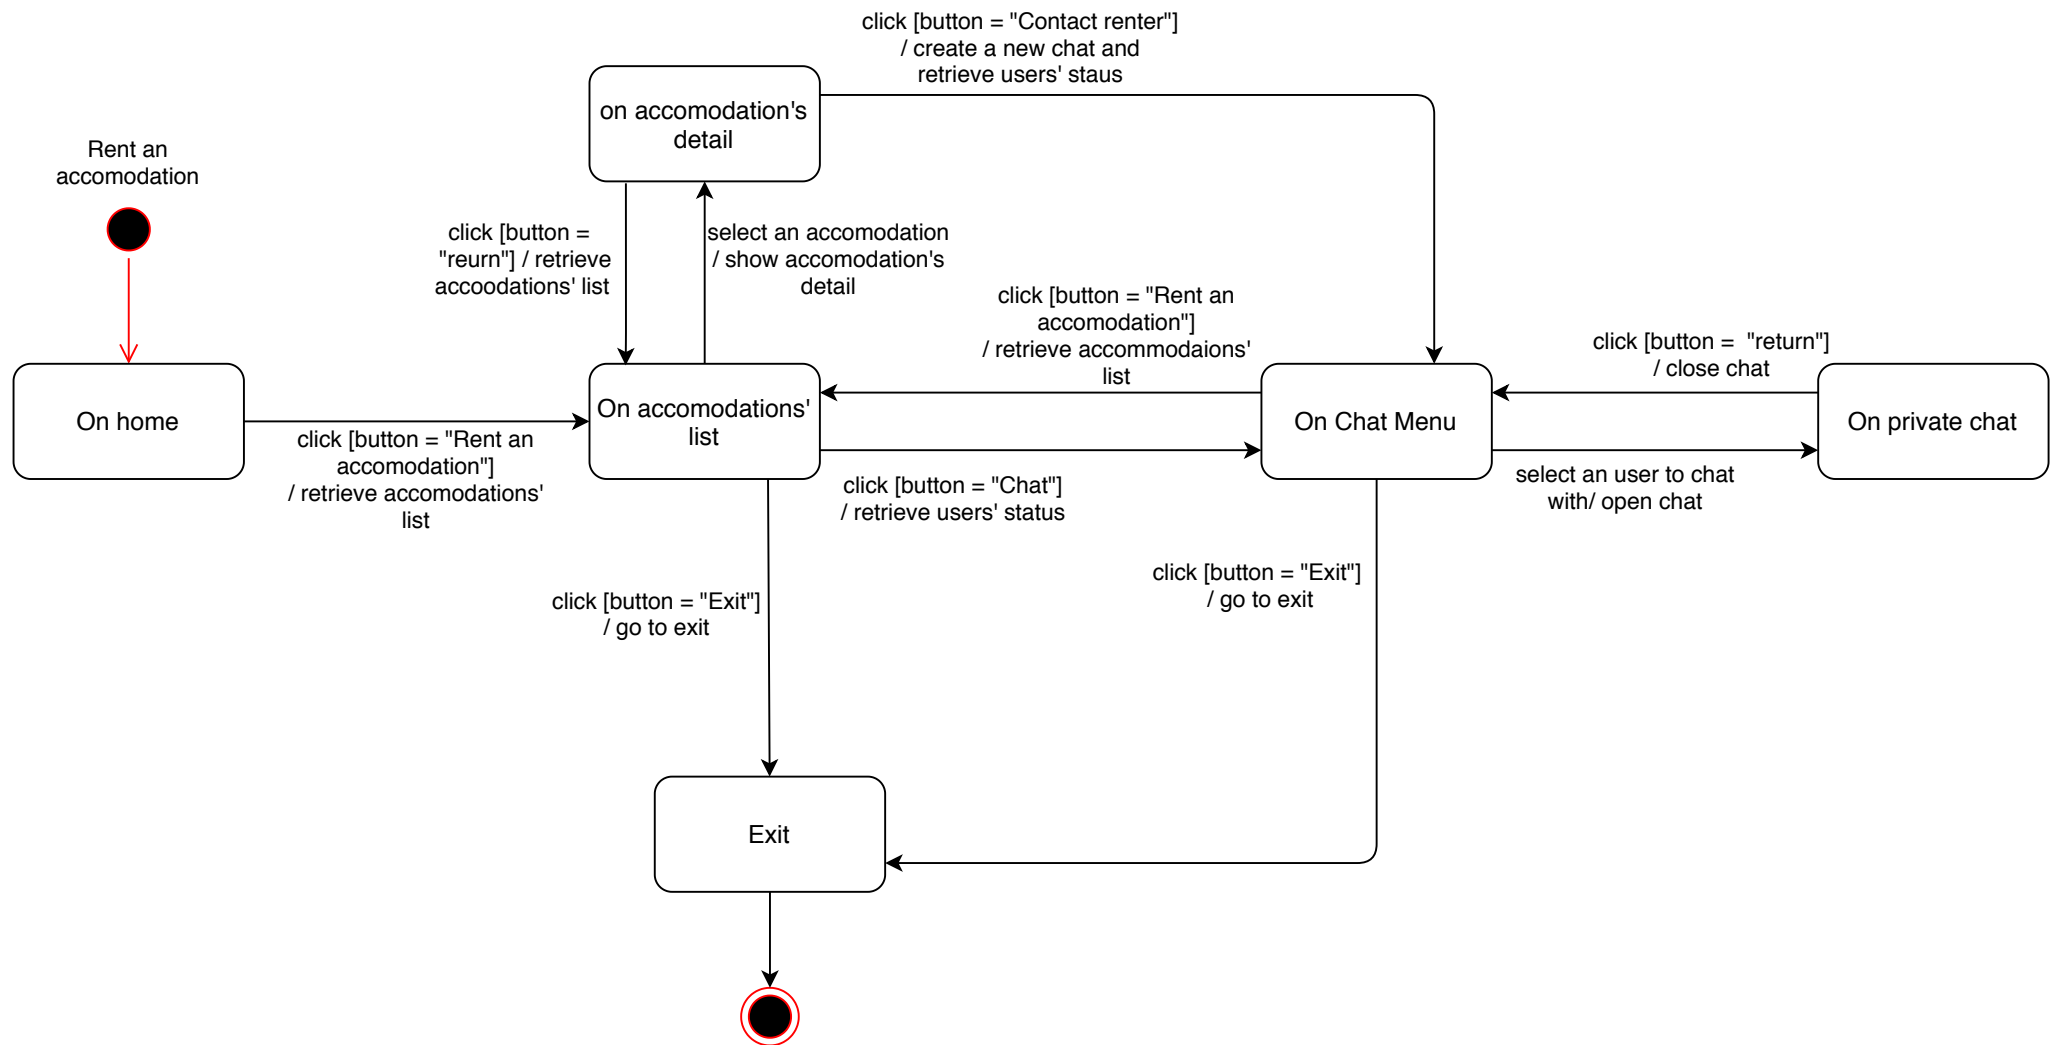 click [button = "Contact renter"]
/ create a new chat and
retrieve users' staus
on accomodation's
detail
Rent an
accomodation
click [button =
"reurn"] / retrieve
accoodations' list
select an accomodation
/ show accomodation's
detail
click [button = "Rent an
accomodation"]
/ retrieve accommodaions'
list
click [button =  "return"]
/ close chat
On home
On accomodations'
list
On Chat Menu
On private chat
click [button = "Rent an
accomodation"]
/ retrieve accomodations'
list
click [button = "Chat"]
/ retrieve users' status
select an user to chat
with/ open chat
click [button = "Exit"]
/ go to exit
click [button = "Exit"]
/ go to exit
Exit